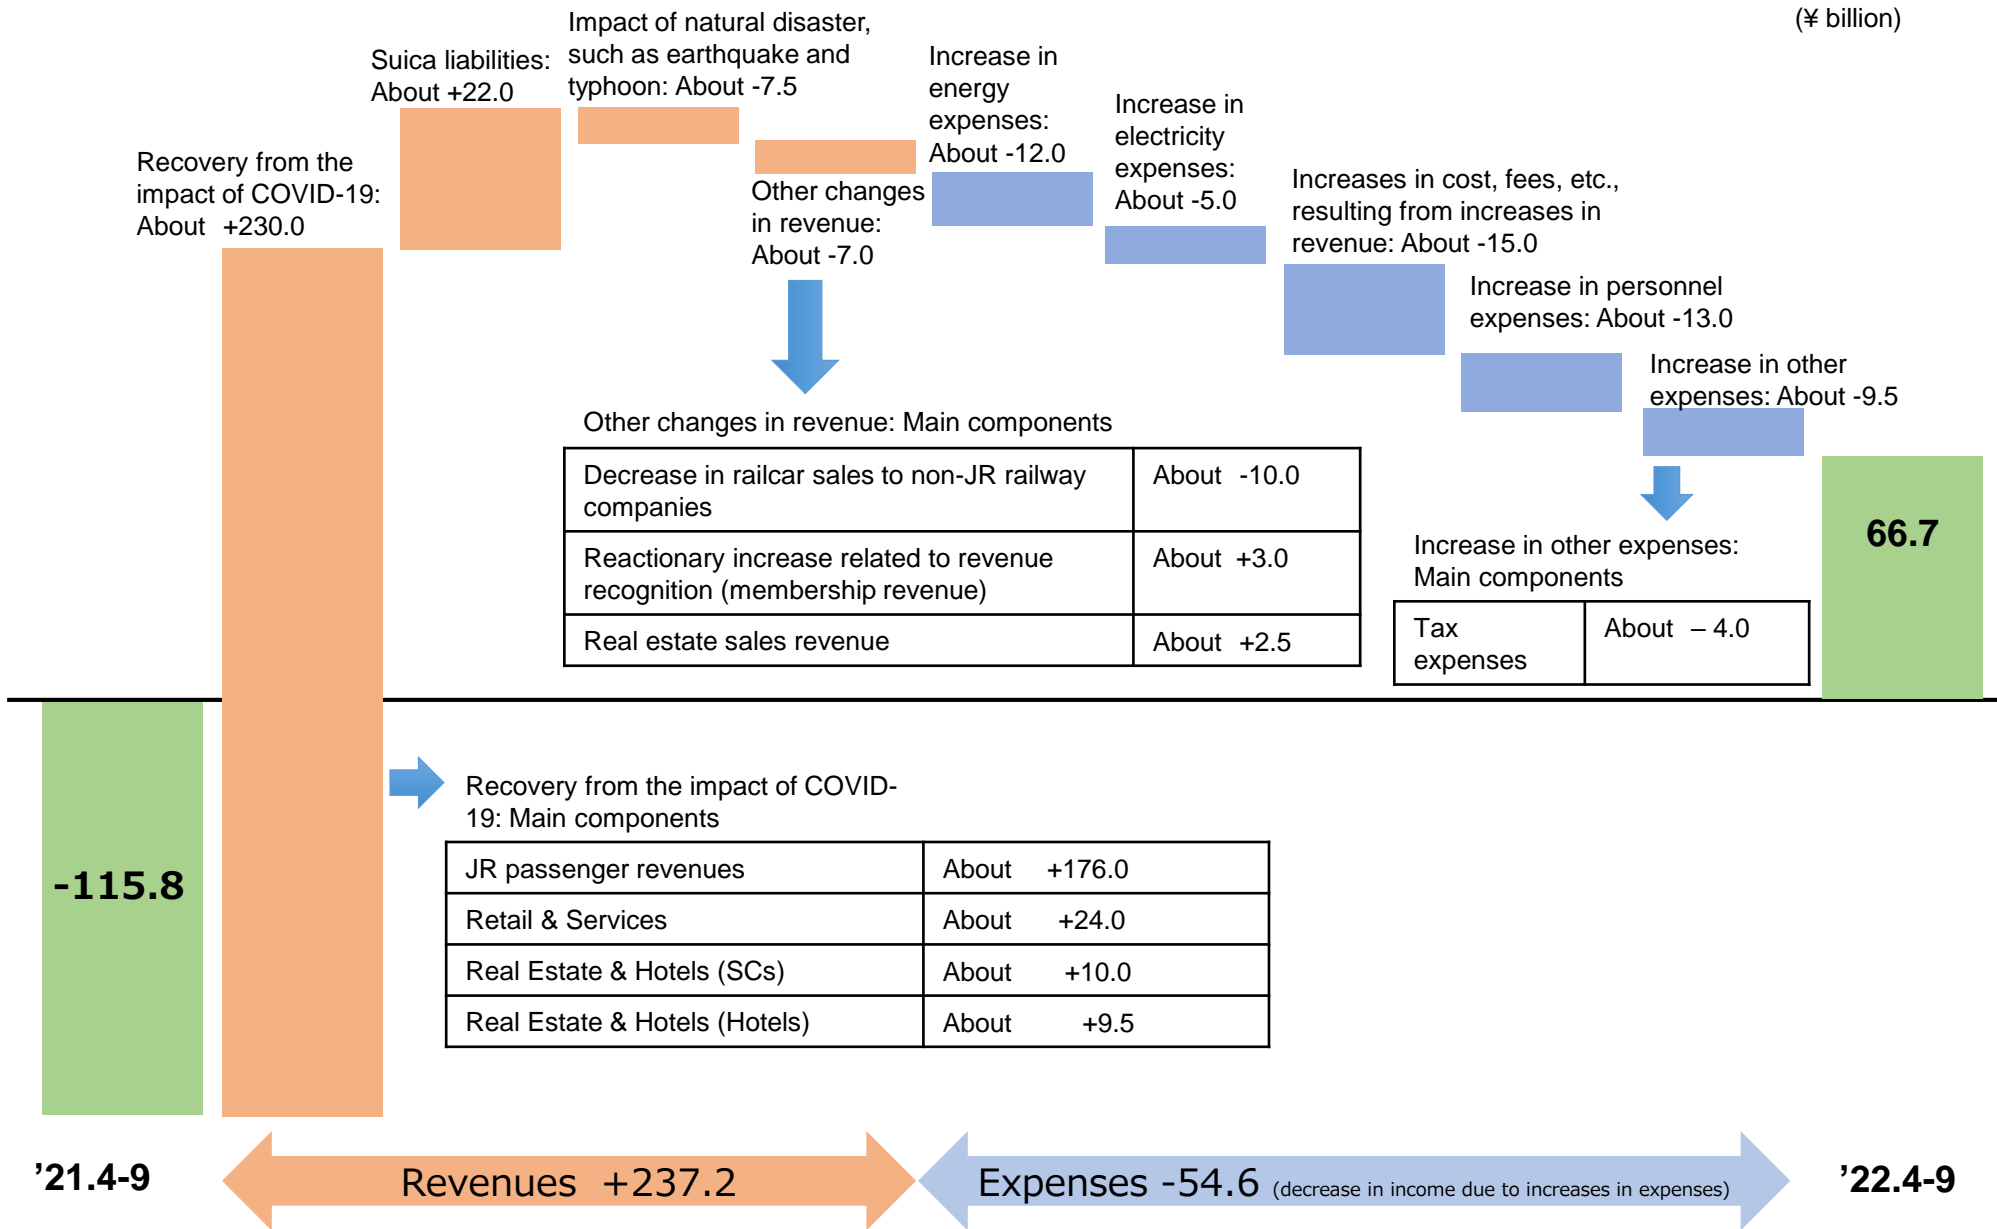 (¥ billion)
Recovery from the
impact of COVID-19:
About +230.0
Suica liabilities:
About +22.0
Impact of natural disaster,
such as earthquake and
typhoon: About -7.5
Other changes
in revenue:
About -7.0
Increase in
energy
expenses:
About -12.0
Increase in
electricity
expenses:
About -5.0
Increases in cost, fees, etc.,
resulting from increases in
revenue: About -15.0
Increase in personnel
expenses: About -13.0
Increase in other
expenses: About -9.5
Other changes in revenue: Main components
Decrease in railcar sales to non-JR railway
companies
About -10.0
Reactionary increase related to revenue
recognition (membership revenue)
About +3.0
Real estate sales revenue
About +2.5
Increase in other expenses:
Main components
Tax
expenses
About – 4.0
66.7
-115.8
Recovery from the impact of COVID-
19: Main components
JR passenger revenues
About +176.0
Retail & Services
About +24.0
Real Estate & Hotels (SCs)
About +10.0
Real Estate & Hotels (Hotels)
About +9.5
’21.4-9
Revenues +237.2
Expenses -54.6 (decrease in income due to increases in expenses)
’22.4-9